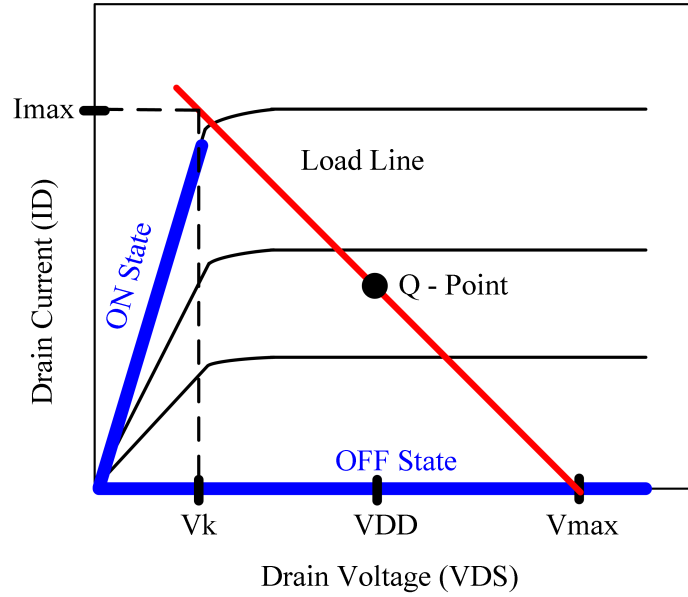 Imax
Load Line
Drain Current (ID)
ON State
Q - Point
OFF State
Vk
VDD
Vmax
Drain Voltage (VDS)